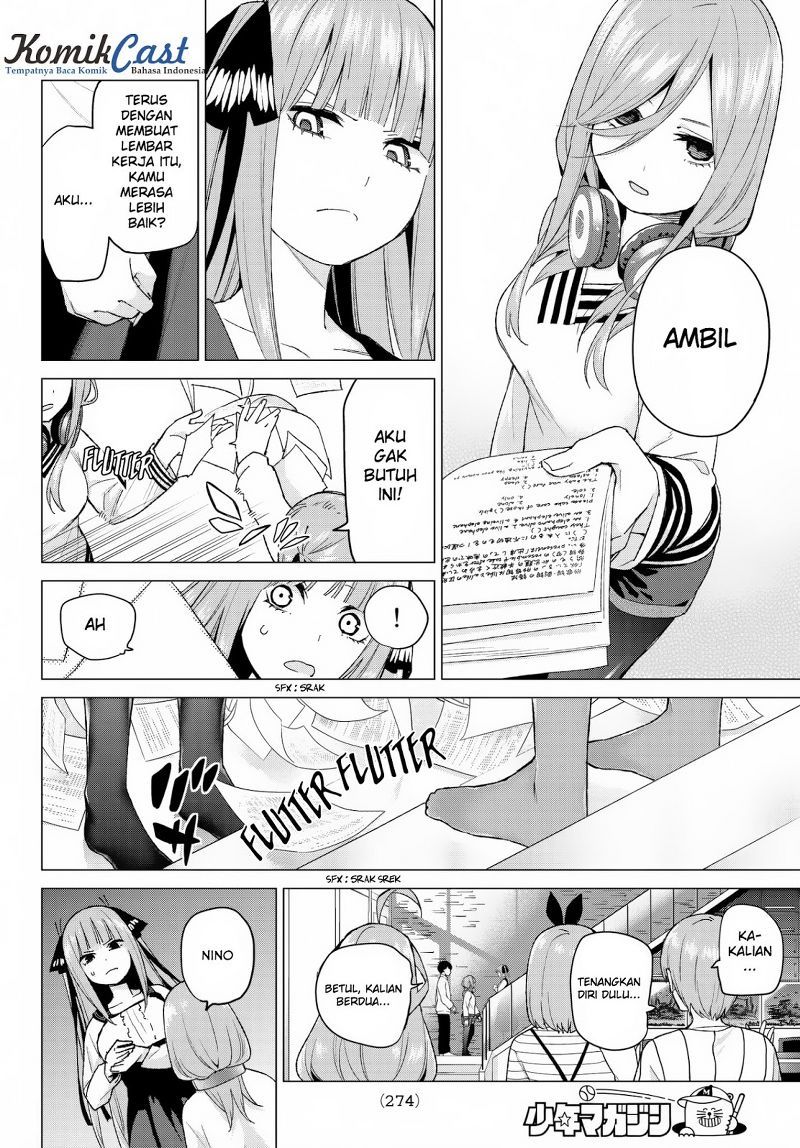 KomikCast
Tempatnya Baca Komik Bahasa Indonesia
AMBIL
TERUS
DENGAN
MEMBUAT
LEMBAR
KERJA ITU,
KAMU
MERASA
LEBIH
BAIK?
AKU...
AKU
GAK
BUTUH
INI!
FLUTTER
!
AH
SFX : SRAK
FLUTTER FLUTTER
SFX : SRAK SREK
KA-
KALIAN
...
TENANGKAN
DIRI DULU...
BETUL, KALIAN
BERDUA...
NINO
(274)
少年マガジン